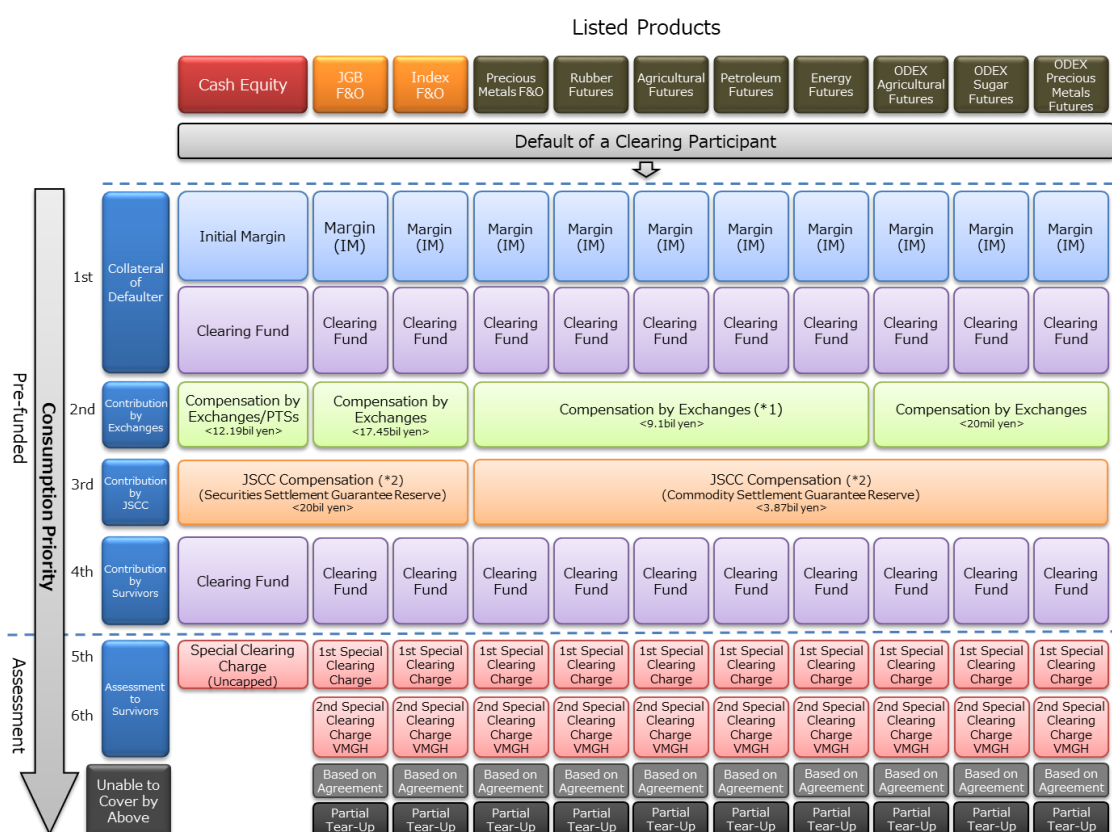 Listed Products
Cash Equity
JGB
F&O
Index
F&O
Precious
Metals F&O
Rubber
Futures
Agricultural
Futures
Petroleum
Futures
Energy
Futures
ODEX
Agricultural
Futures
ODEX
Sugar
Futures
ODEX
Precious
Metals
Futures
Default of a Clearing Participant
Pre-funded
Assessment
Consumption Priority
1st
Collateral
of
Defaulter
Initial Margin
Margin
(IM)
Margin
(IM)
Margin
(IM)
Margin
(IM)
Margin
(IM)
Margin
(IM)
Margin
(IM)
Margin
(IM)
Margin
(IM)
Margin
(IM)
Clearing Fund
Clearing
Fund
Clearing
Fund
Clearing
Fund
Clearing
Fund
Clearing
Fund
Clearing
Fund
Clearing
Fund
Clearing
Fund
Clearing
Fund
Clearing
Fund
2nd
Contribution
by
Exchanges
Compensation by
Exchanges/PTSs
<12.19bil yen>
Compensation by
Exchanges
<17.45bil yen>
Compensation by Exchanges (*1)
<9.1bil yen>
Compensation by Exchanges
<20mil yen>
3rd
Contribution
by
JSCC
JSCC Compensation (*2)
(Securities Settlement Guarantee Reserve)
<20bil yen>
JSCC Compensation (*2)
(Commodity Settlement Guarantee Reserve)
<3.87bil yen>
4th
Contribution
by
Survivors
Clearing Fund
Clearing
Fund
Clearing
Fund
Clearing
Fund
Clearing
Fund
Clearing
Fund
Clearing
Fund
Clearing
Fund
Clearing
Fund
Clearing
Fund
Clearing
Fund
5th
6th
Assessment
to
Survivors
Special Clearing
Charge
(Uncapped)
1st Special
Clearing
Charge
1st Special
Clearing
Charge
1st Special
Clearing
Charge
1st Special
Clearing
Charge
1st Special
Clearing
Charge
1st Special
Clearing
Charge
1st Special
Clearing
Charge
1st Special
Clearing
Charge
1st Special
Clearing
Charge
1st Special
Clearing
Charge
2nd Special
Clearing
Charge
VMGH
2nd Special
Clearing
Charge
VMGH
2nd Special
Clearing
Charge
VMGH
2nd Special
Clearing
Charge
VMGH
2nd Special
Clearing
Charge
VMGH
2nd Special
Clearing
Charge
VMGH
2nd Special
Clearing
Charge
VMGH
2nd Special
Clearing
Charge
VMGH
2nd Special
Clearing
Charge
VMGH
2nd Special
Clearing
Charge
VMGH
Unable to
Cover by
Above
Based on
Agreement
Based on
Agreement
Based on
Agreement
Based on
Agreement
Based on
Agreement
Based on
Agreement
Based on
Agreement
Based on
Agreement
Based on
Agreement
Based on
Agreement
Partial
Tear-Up
Partial
Tear-Up
Partial
Tear-Up
Partial
Tear-Up
Partial
Tear-Up
Partial
Tear-Up
Partial
Tear-Up
Partial
Tear-Up
Partial
Tear-Up
Partial
Tear-Up